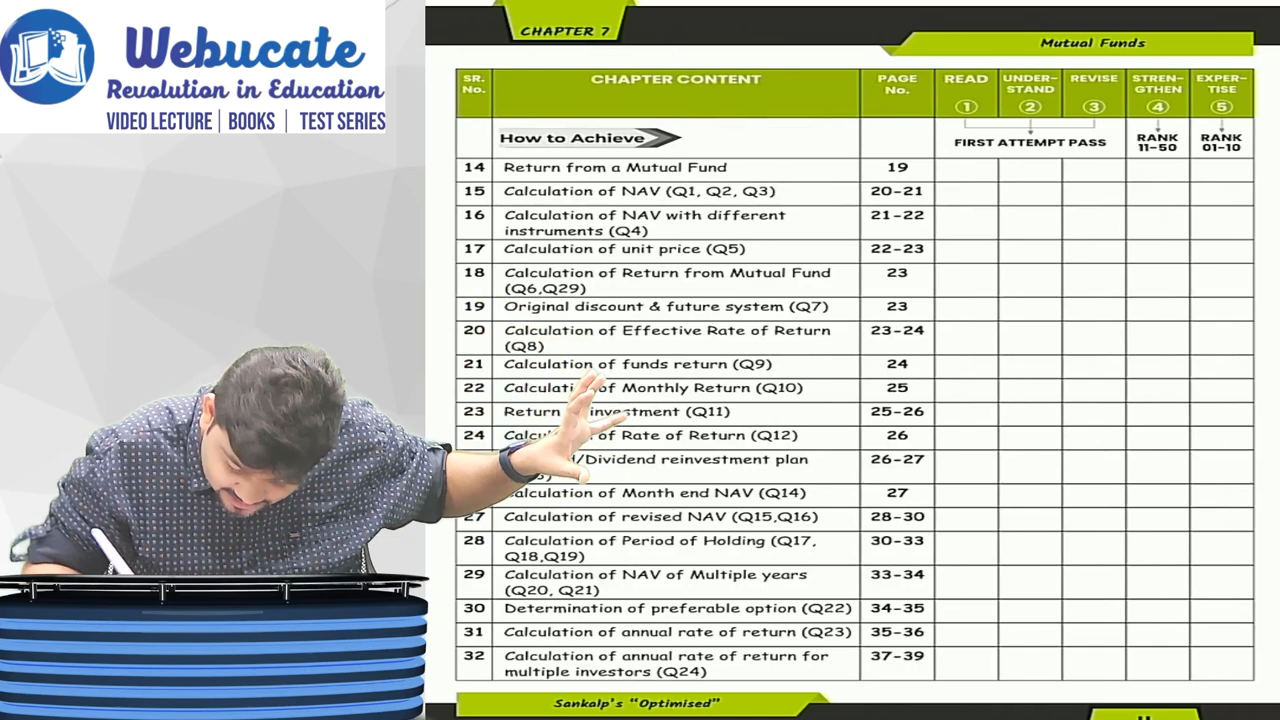 Webucate
Revolution in Education
VIDEO LECTURE | BOOKS | TEST SERIES
CHAPTER 7
Mutual Funds
SR. No. CHAPTER CONTENT PAGE No. READ ① UNDER-STAND ② REVISE ③ STREN-GTHEN ④ EXPER-TISE ⑤
How to Achieve FIRST ATTEMPT PASS RANK 11-50 RANK 01-10
14 Return from a Mutual Fund 19
15 Calculation of NAV (Q1, Q2, Q3) 20-21
16 Calculation of NAV with different 21-22
instruments (Q4)
17 Calculation of unit price (Q5) 22-23
18 Calculation of Return from Mutual Fund 23
(Q6,Q29)
19 Original discount & future system (Q7) 23
20 Calculation of Effective Rate of Return 23-24
(Q8)
21 Calculation of funds return (Q9) 24
22 of Monthly Return (Q10) 25
23 Return investment (Q11) 25-26
24 of Rate of Return (Q12) 26
/Dividend reinvestment plan 26-27
of Month end NAV (Q14) 27
27 Calculation of revised NAV (Q15,Q16) 28-30
28 Calculation of Period of Holding (Q17, 30-33
Q18,Q19)
29 Calculation of NAV of Multiple years 33-34
(Q20, Q21)
30 Determination of preferable option (Q22) 34-35
31 Calculation of annual rate of return (Q23) 35-36
32 Calculation of annual rate of return for 37-39
multiple investors (Q24)
Sankalp's "Optimised"